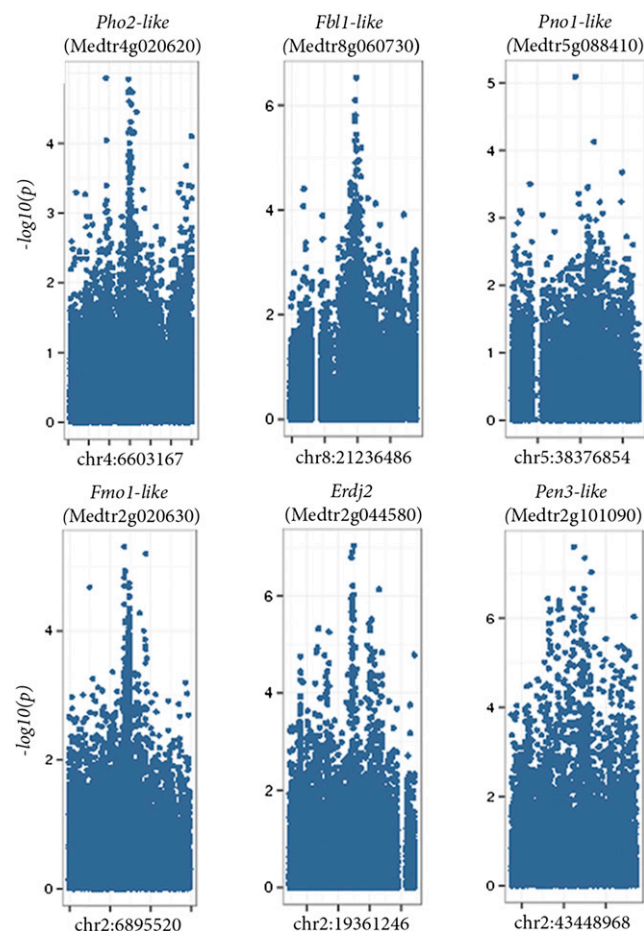 Pho2-like
(Medtr4g020620)
Fbl1-like
(Medtr8g060730)
Pno1-like
(Medtr5g088410)
-log10(p)
4
3
2
1
0
6
4
2
0
5
4
3
2
1
0
chr4:6603167
chr8:21236486
chr5:38376854
Fmo1-like
(Medtr2g020630)
Erdj2
(Medtr2g044580)
Pen3-like
(Medtr2g101090)
-log10(p)
4
2
0
6
4
2
0
6
4
2
0
chr2:6895520
chr2:19361246
chr2:43448968